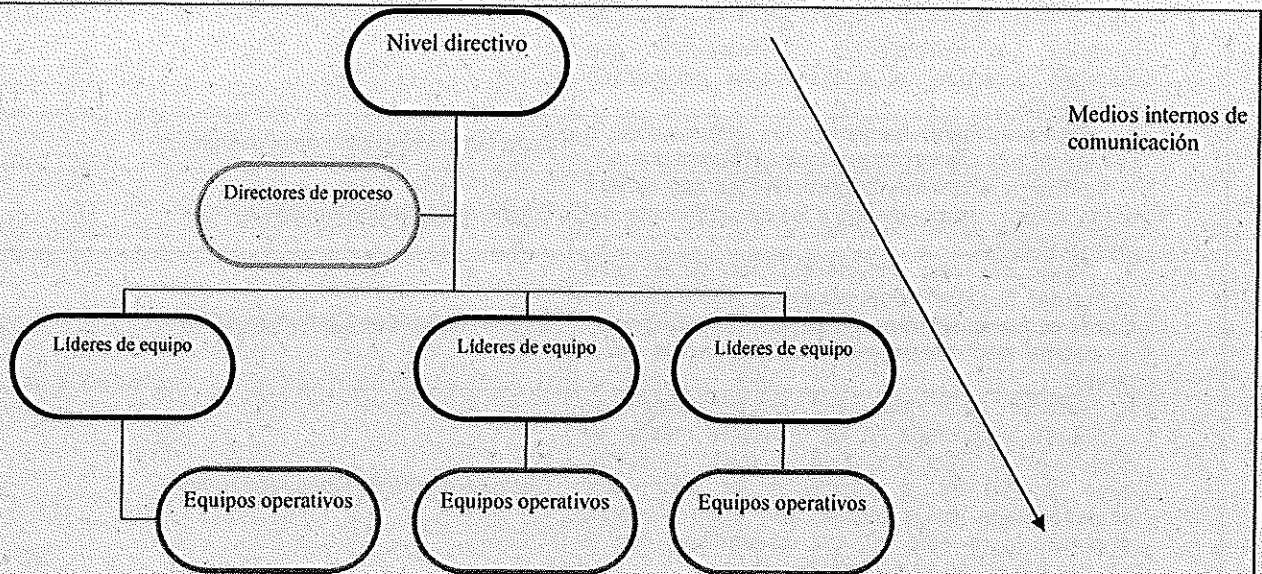 Nivel directivo
Medios internos de
comunicación
Directores de proceso
Líderes de equipo
Líderes de equipo
Líderes de equipo
Equipos operativos
Equipos operativos
Equipos operativos